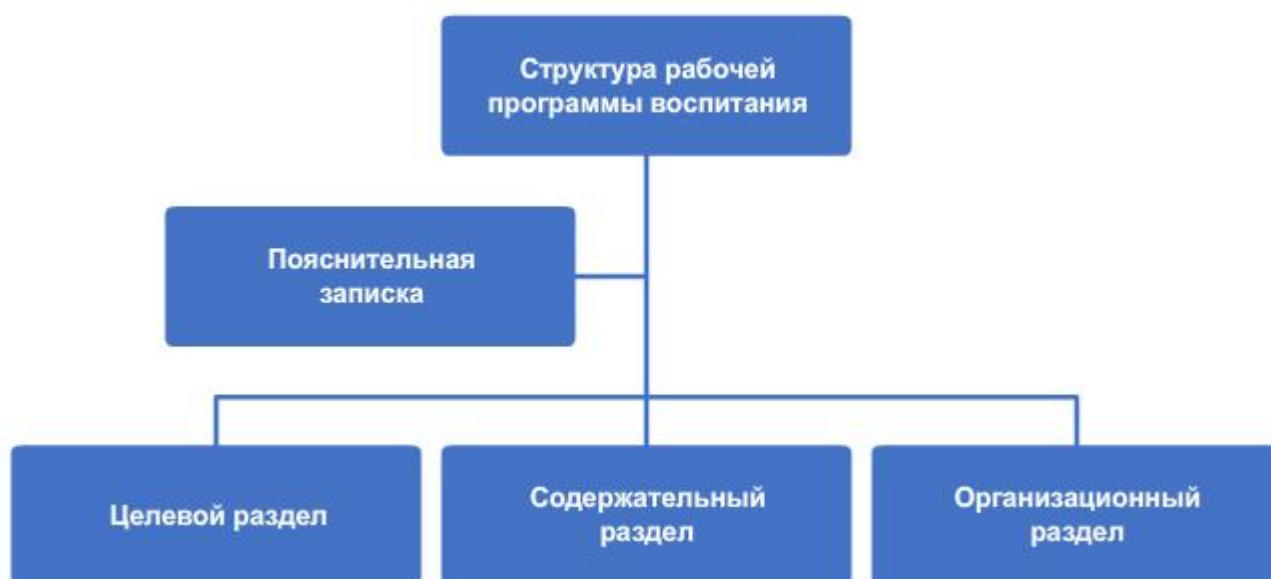 Структура рабочей
программы воспитания
Пояснительная
записка
Целевой раздел
Содержательный
раздел
Организационный
раздел